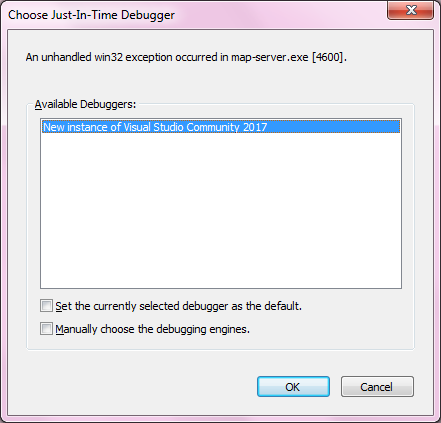 Choose Just-In-Time Debugger
An unhandled win32 exception occurred in map-server.exe [4600].
Available Debuggers:
New instance of Visual Studio Community 2017
Set the currently selected debugger as the default.
Manually choose the debugging engines.
OK
Cancel